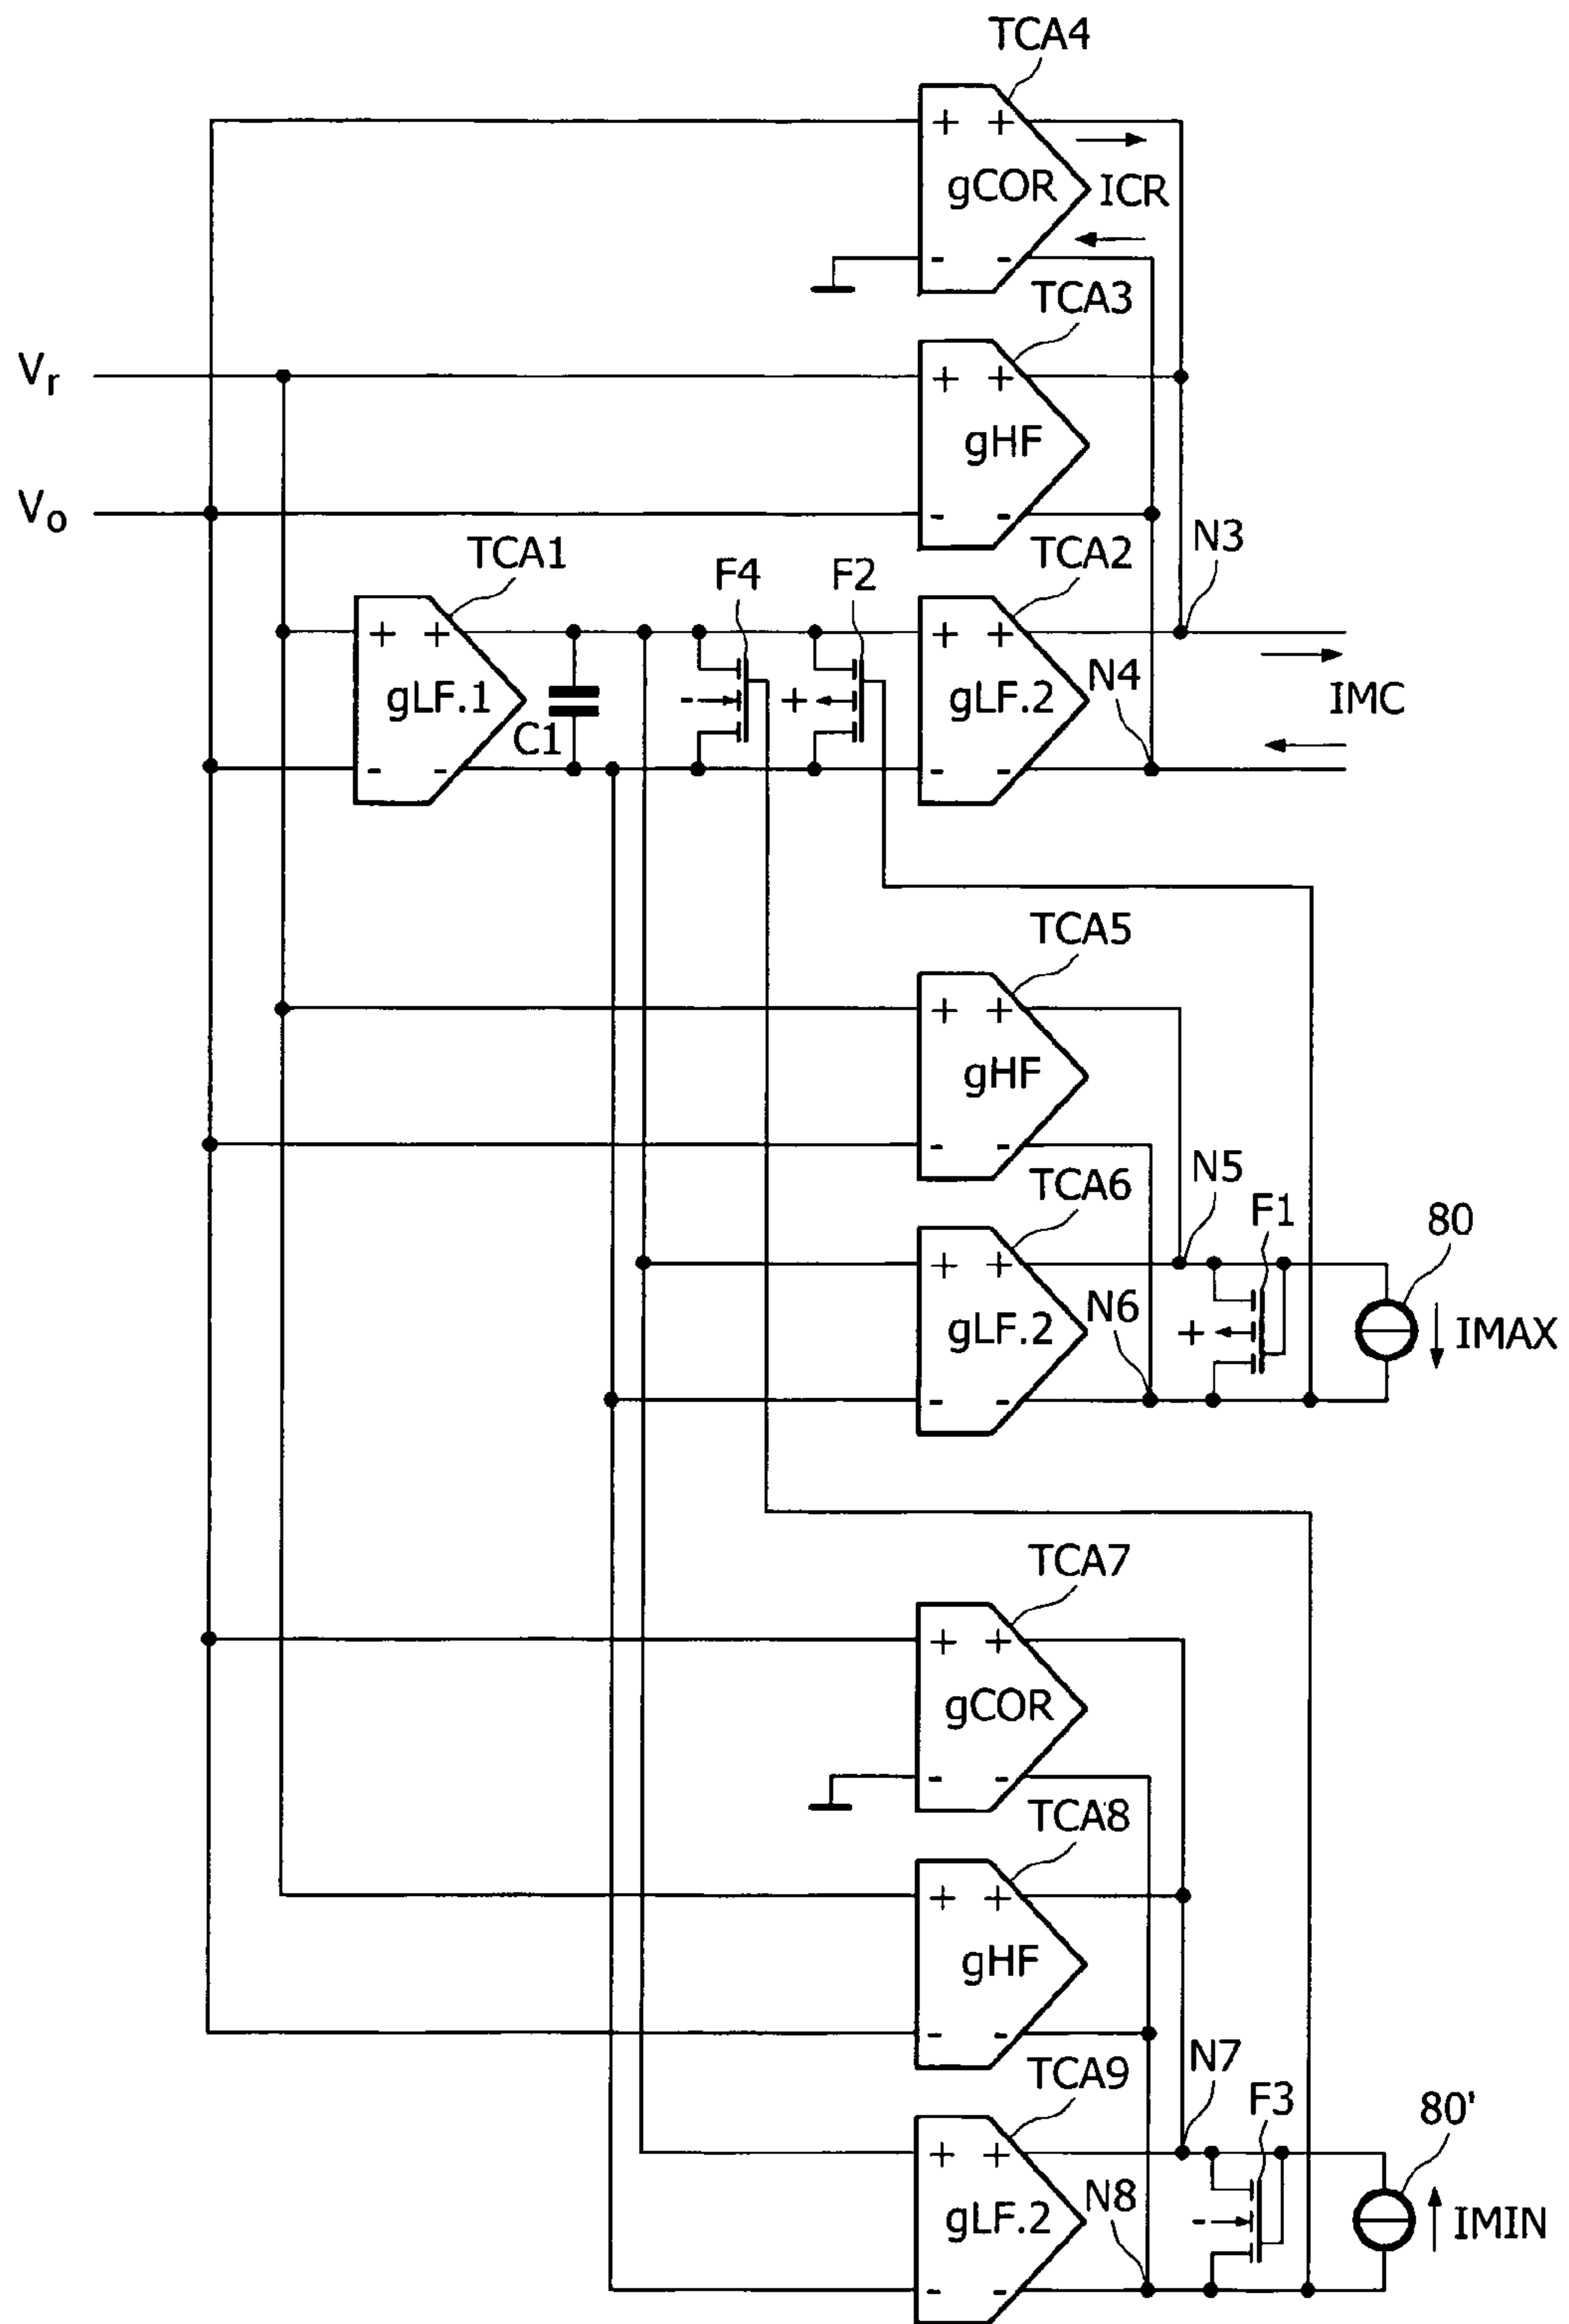 TCA4
+ +
gCOR
ICR
- -
TCA3
Vr
+ +
gHF
Vo
- -
TCA1
F4
F2
TCA2
N3
+ +
+ +
gLF.1
C1
-
+
gLF.2
N4
IMC
- -
- -
TCA5
+ +
gHF
- -
TCA6
N5
F1
80
+ +
gLF.2
N6
+
IMAX
- -
TCA7
+ +
gCOR
- -
TCA8
+ +
gHF
- -
TCA9
N7
F3
80'
+ +
gLF.2
N8
-
IMIN
- -